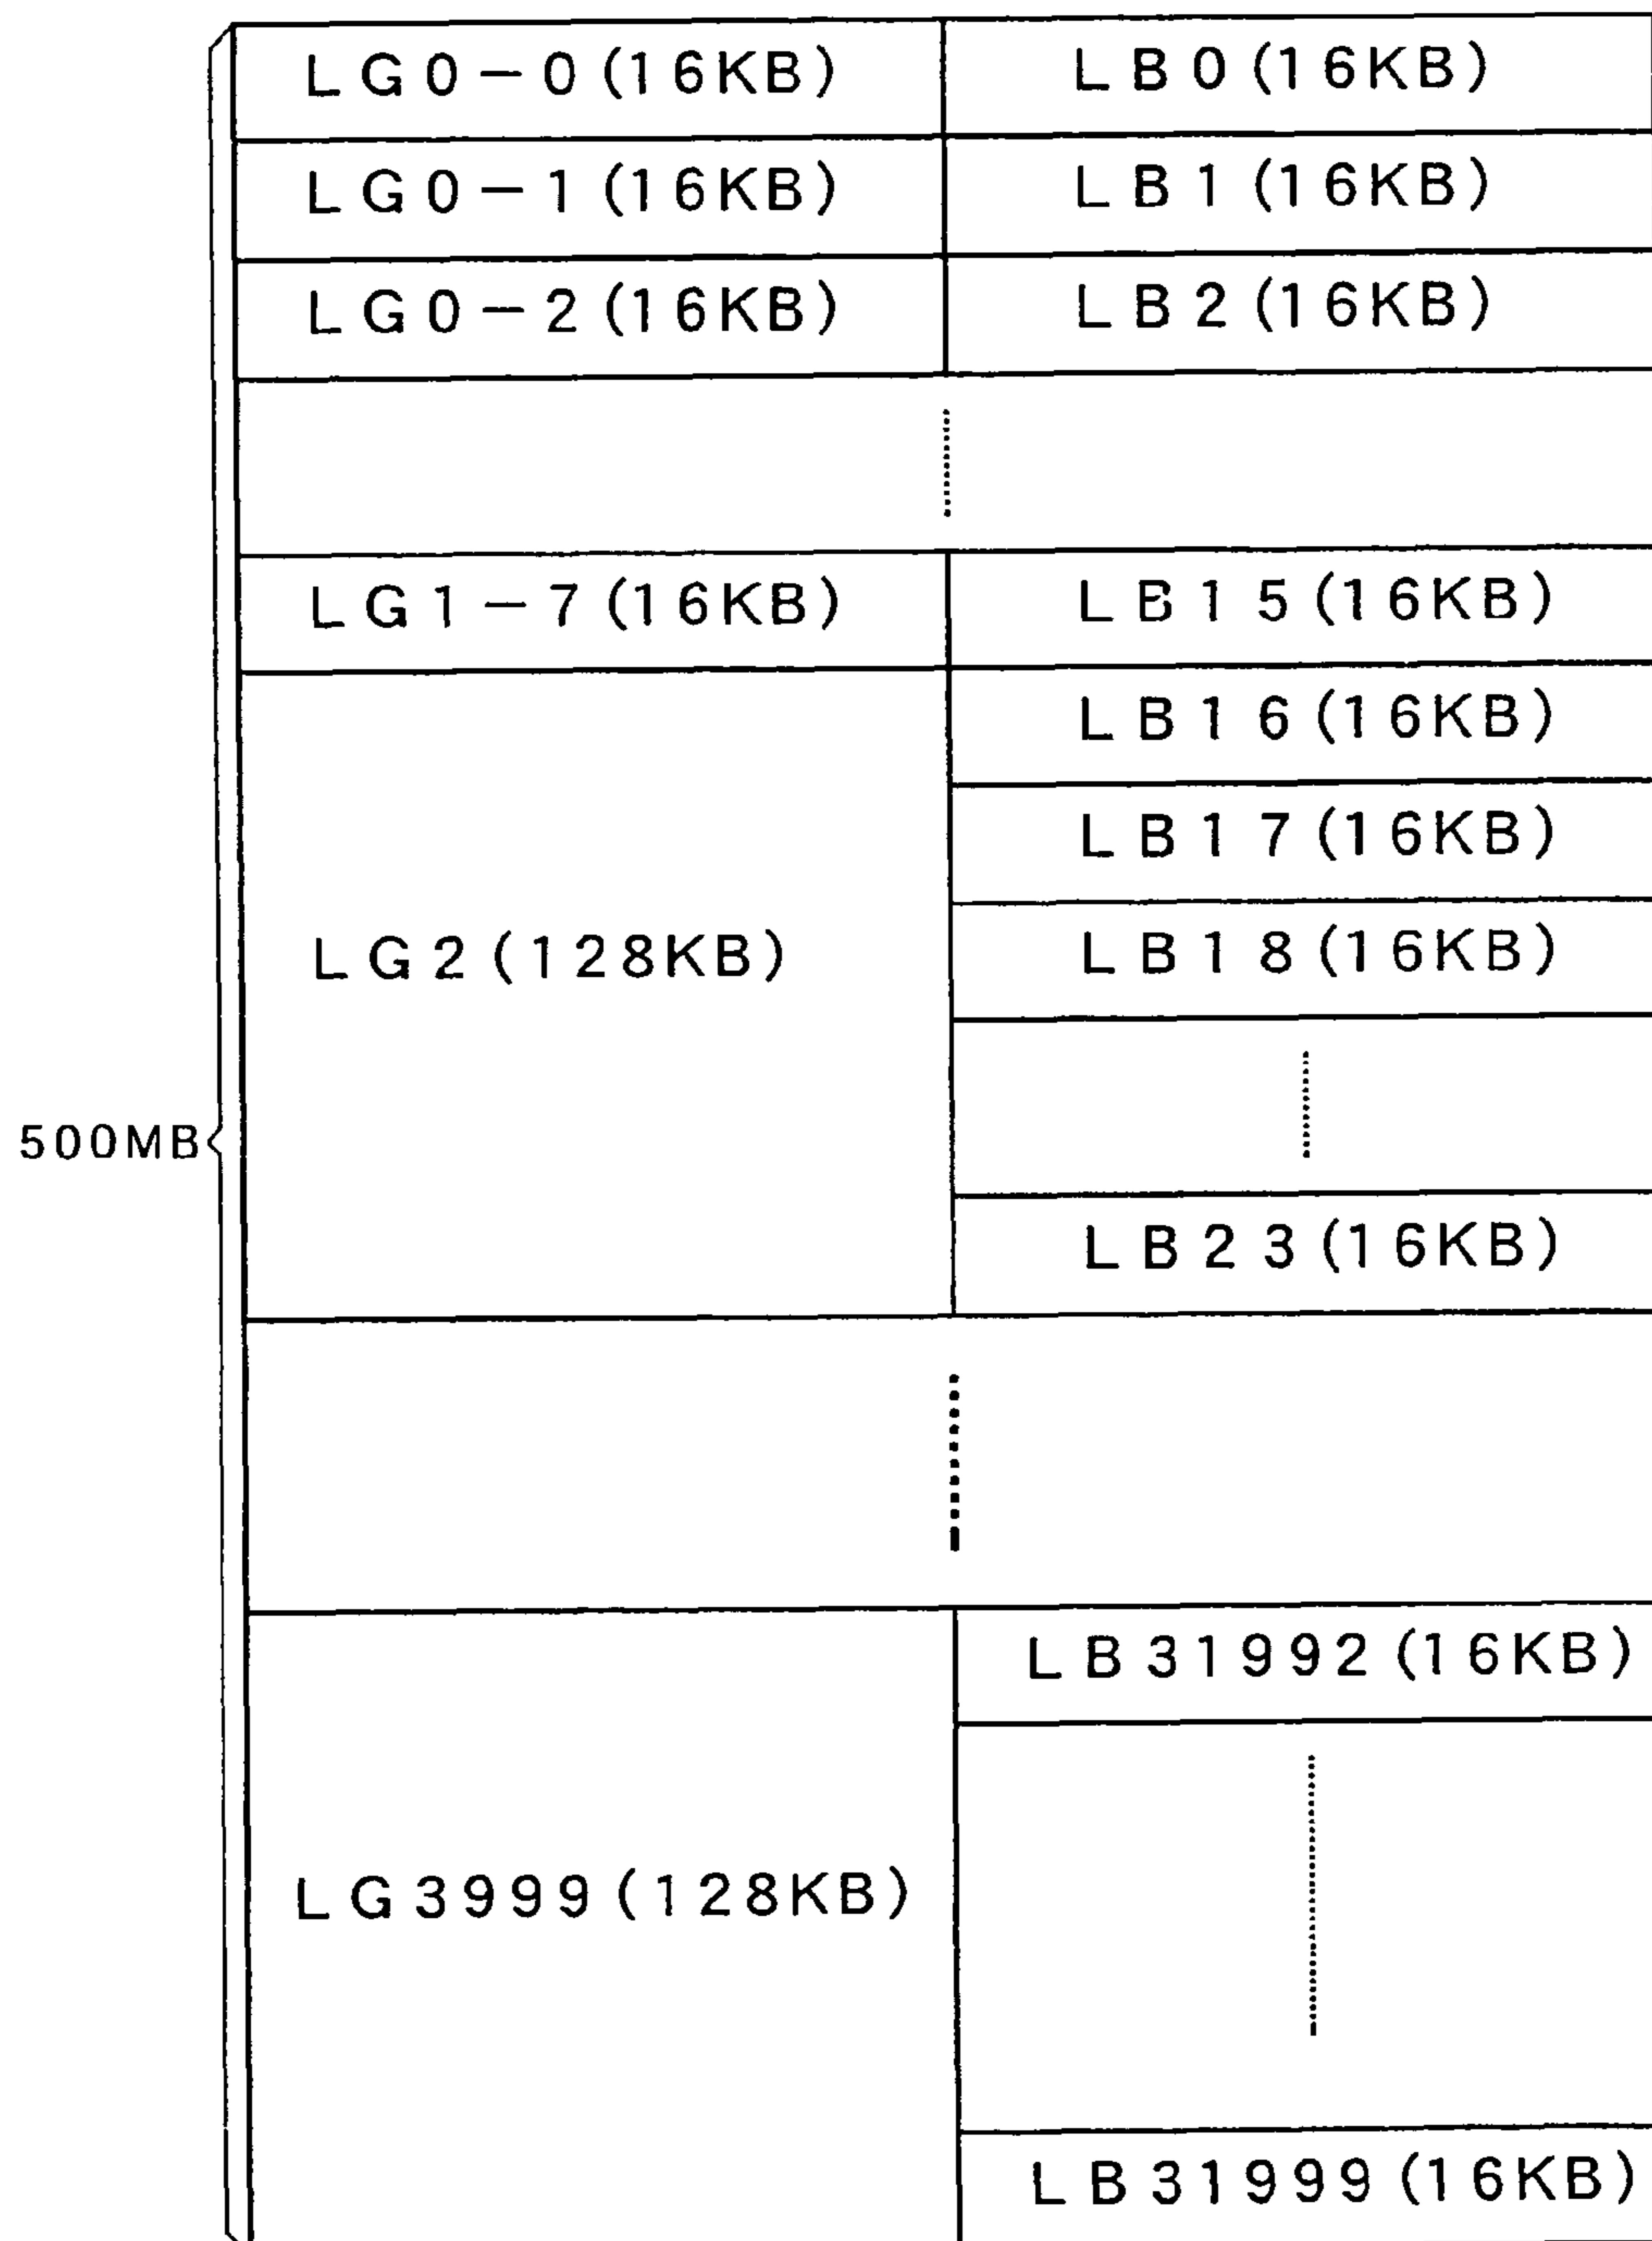 LG0-0(16KB) LB0(16KB)
LG0-1(16KB) LB1(16KB)
LG0-2(16KB) LB2(16KB)
LG1-7(16KB) LB15(16KB)
LB16(16KB)
LB17(16KB)
LG2(128KB) LB18(16KB)
500MB
LB23(16KB)
LB31992(16KB)
LG3999(128KB)
LB31999(16KB)